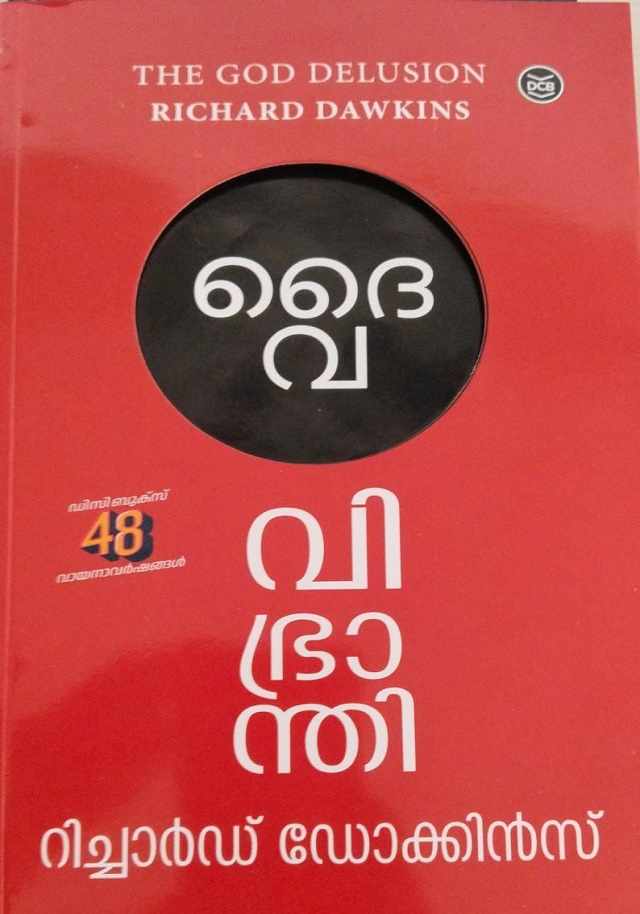 THE GOD DELUSION
RICHARD DAWKINS
DCB
ദൈ
വ
ഡിസി ബുക്സ്
48
വായനാവർഷങ്ങൾ
വി
ഭ്രാ
ന്തി
റിച്ചാർഡ് ഡോക്കിൻസ്